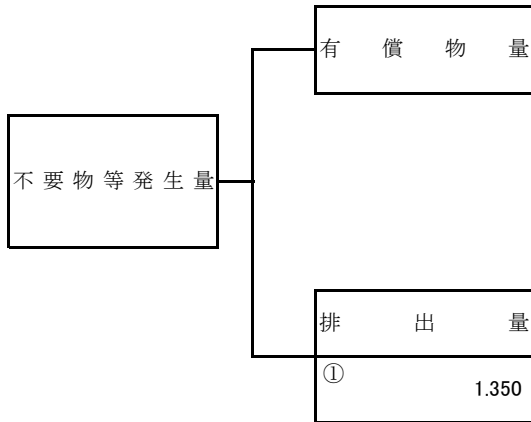 有償物量
不要物等発生量
排出量
①
1.350